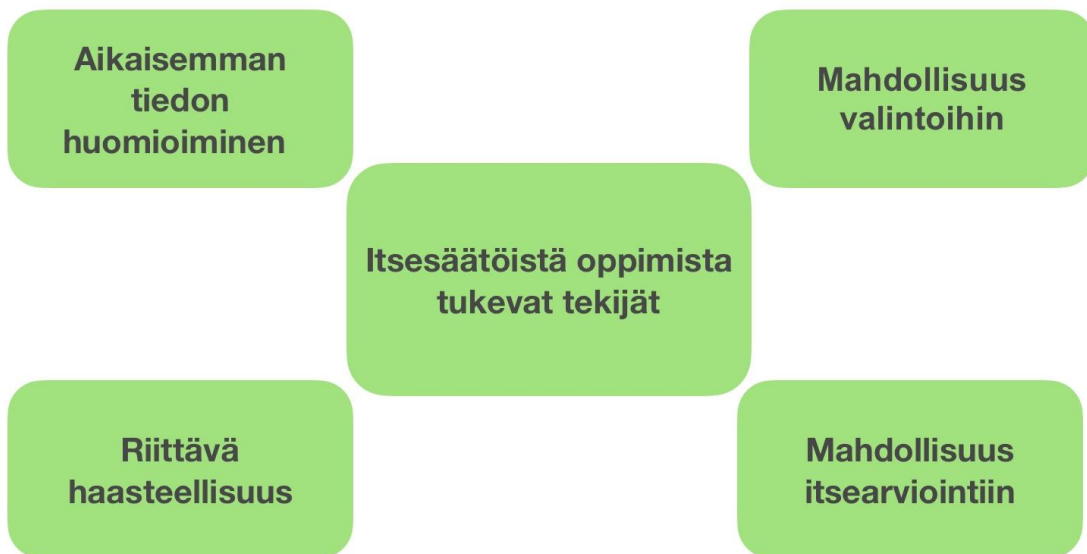 Aikaisemman
tiedon
huomioiminen
Mahdollisuus
valintoihin
Itsesäätöistä oppimista
tukevat tekijät
Riittävä
haasteellisuus
Mahdollisuus
itsearviointiin